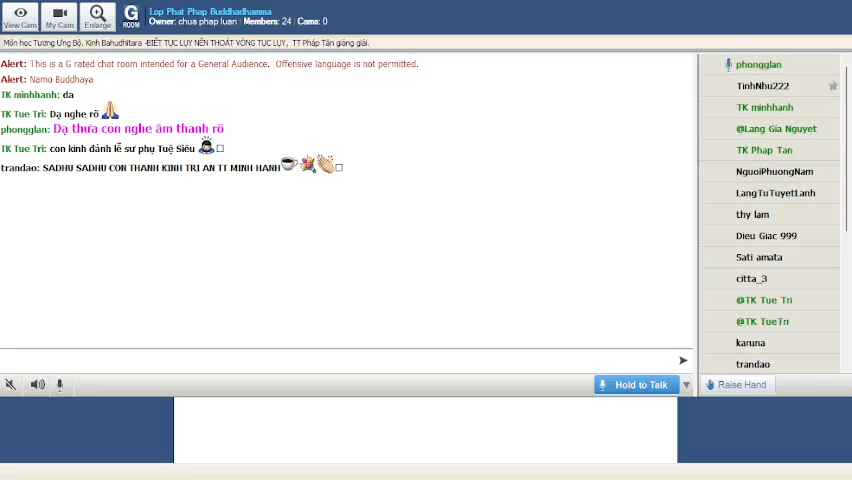 View Cam
My Cam
Enlarge
G
ROOM
Lop Phat Phap Buddhadhamma
Owner: chua phap luan | Members: 24 | Cams: 0
Môn học Tương Ưng Bộ. Kinh Bahudhitara -BIẾT TỤC LỤY NÊN THOÁT VÒNG TỤC LỤY, TT Pháp Tân giảng giải.
Alert: This is a G rated chat room intended for a General Audience. Offensive language is not permitted.
Alert: Namo Buddhaya
TK minhhanh: da
TK Tue Tri: Dạ nghe rõ
phongglan: Dạ thưa con nghe âm thanh rõ
TK Tue Tri: con kính đảnh lễ sư phụ Tuệ Siêu
trandao: SADHU SADHU CON THANH KINH TRI AN TT MINH HANH
Hold to Talk
phongglan
TinhNhu222
TK minhhanh
@Lang Gia Nguyet
TK Phap Tan
NguoiPhuongNam
LangTuTuyetLanh
thy lam
Dieu Giac 999
Sati amata
citta_3
@TK Tue Tri
@TK TueTri
karuna
trandao
Raise Hand